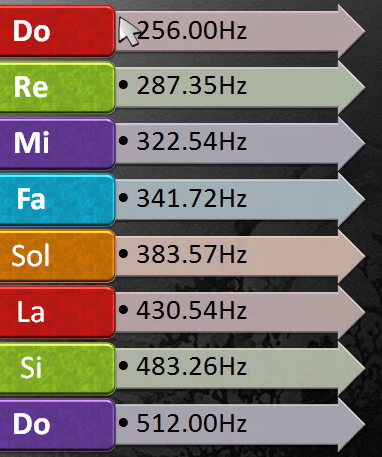 Do • 256.00Hz
Re • 287.35Hz
Mi • 322.54Hz
Fa • 341.72Hz
Sol • 383.57Hz
La • 430.54Hz
Si • 483.26Hz
Do • 512.00Hz